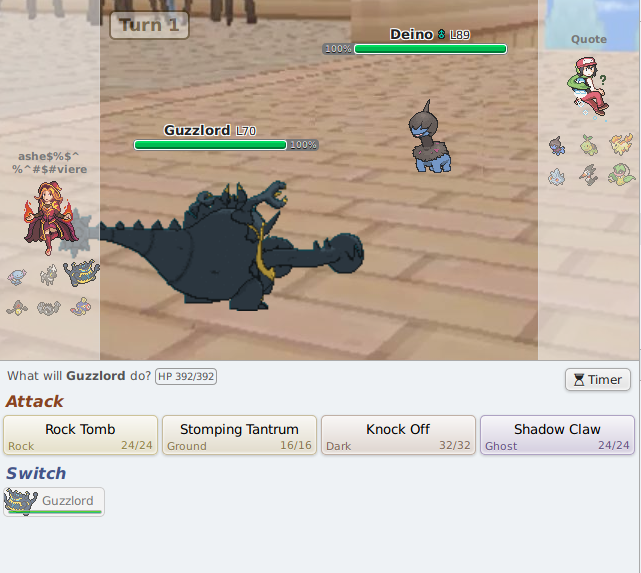 Turn 1
Deino L89
100%
Quote
?
Guzzlord L70
100%
ashe$%$^
%^#$#viere
What will Guzzlord do? HP 392/392
Timer
Attack
Rock Tomb
Rock 24/24
Stomping Tantrum
Ground 16/16
Knock Off
Dark 32/32
Shadow Claw
Ghost 24/24
Switch
Guzzlord